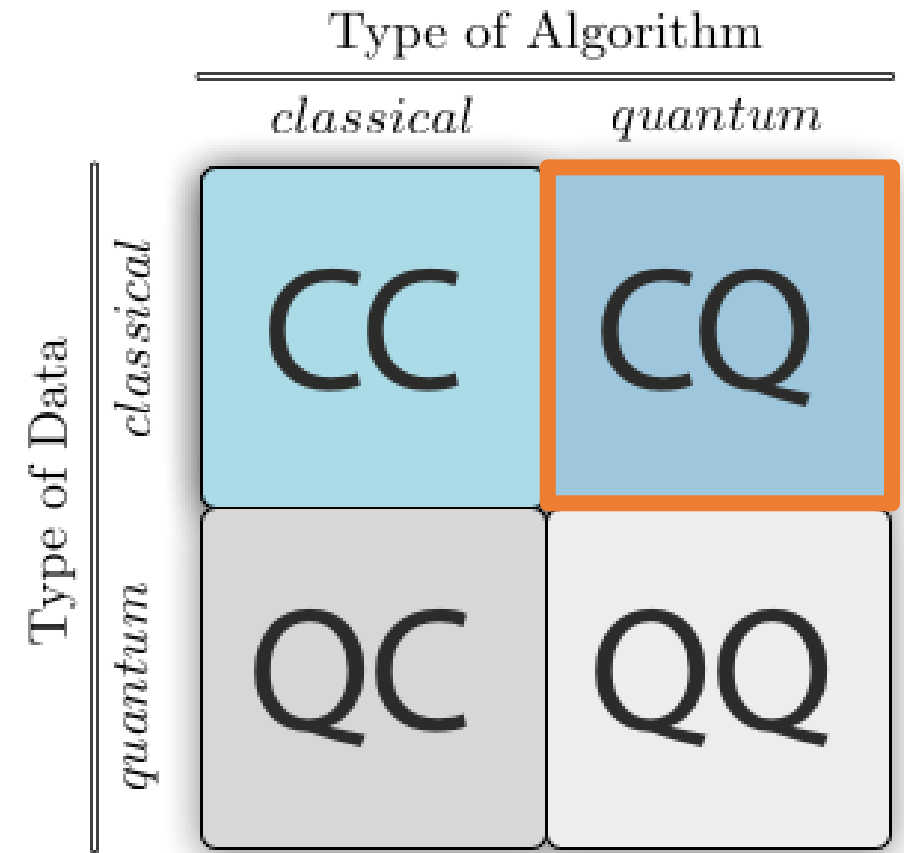 Type of Algorithm
classical quantum
Type of Data
classical
CC CQ
quantum
QC QQ